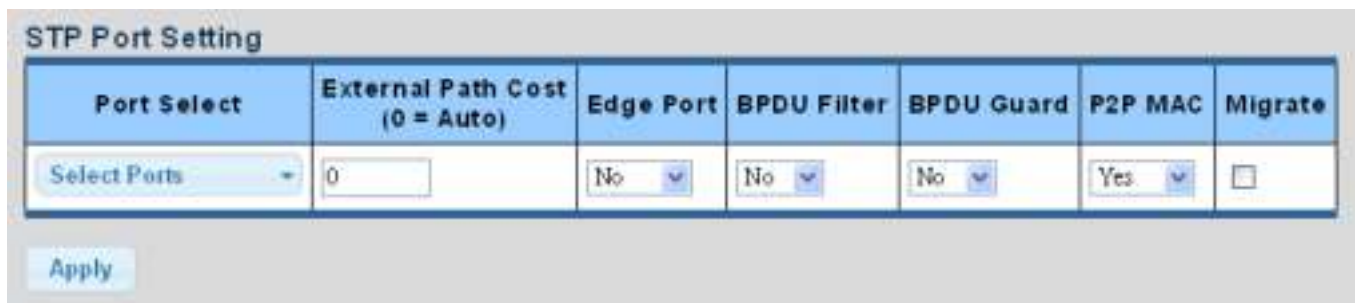 STP Port Setting
Port Select
External Path Cost
(0 = Auto)
Edge Port
BPDU Filter
BPDU Guard
P2P MAC
Migrate
Select Ports
0
No
No
No
Yes
Apply